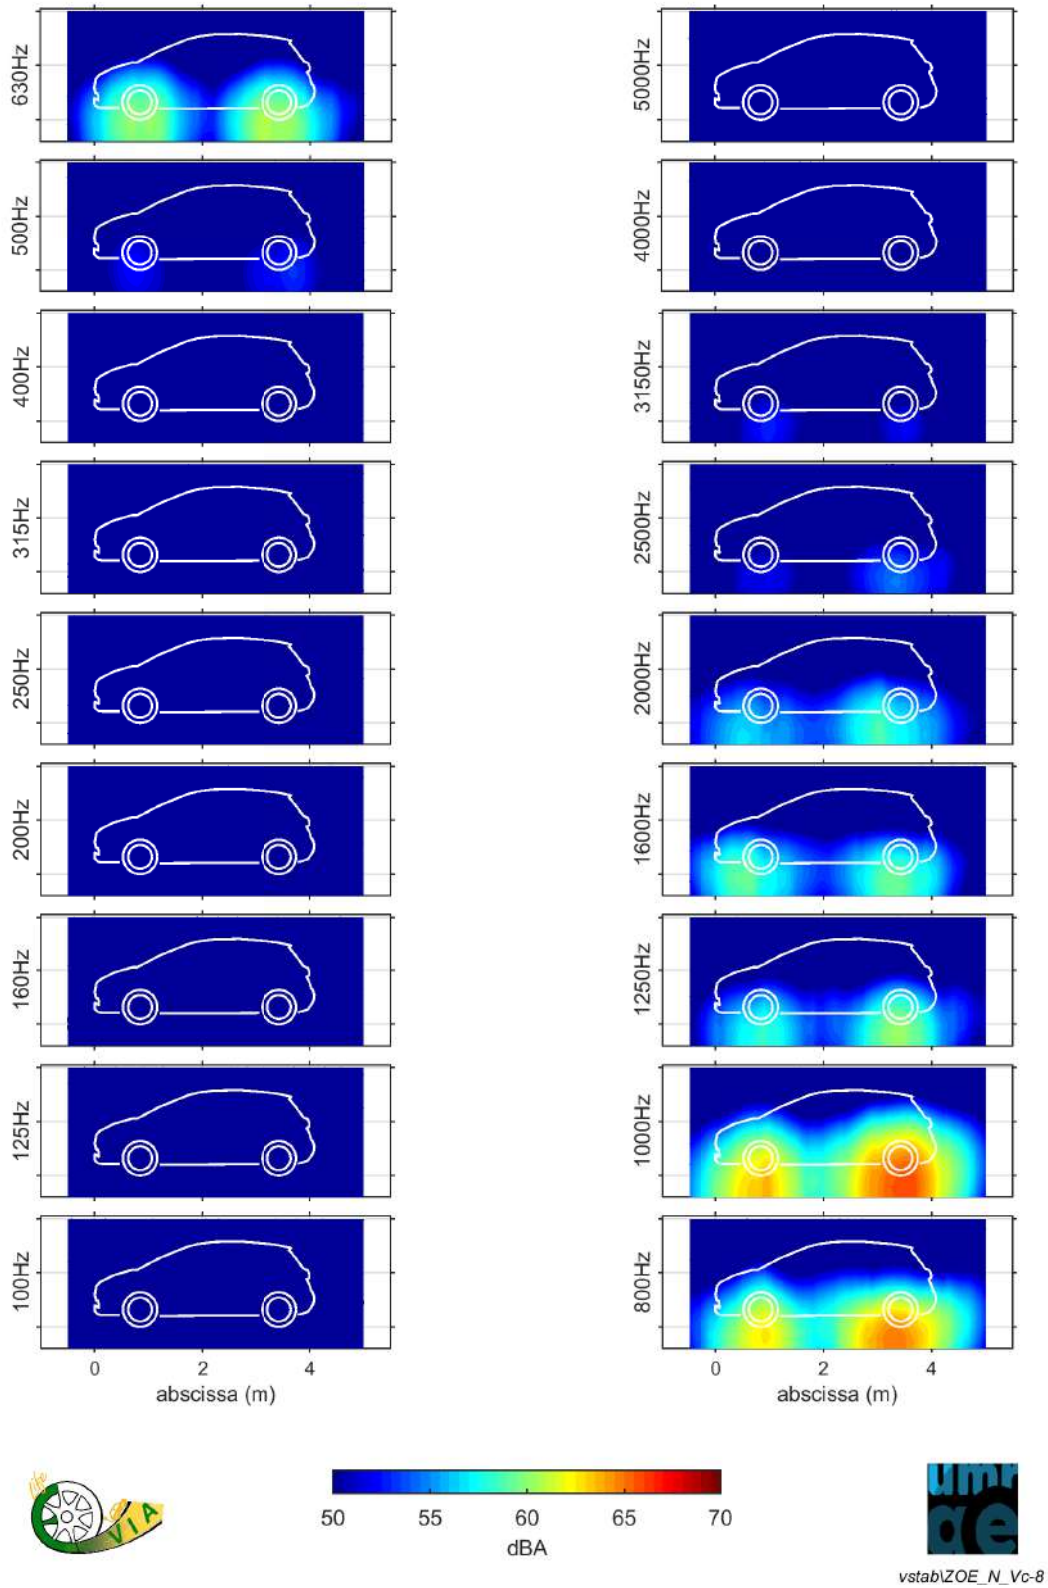 630Hz
500Hz
400Hz
315Hz
250Hz
200Hz
160Hz
125Hz
100Hz
0 2 4
abscissa (m)
5000Hz
4000Hz
3150Hz
2500Hz
2000Hz
1600Hz
1250Hz
1000Hz
800Hz
0 2 4
abscissa (m)
life
VIA
50 55 60 65 70
dBA
umr
ae
vstab\ZOE_N_Vc-8